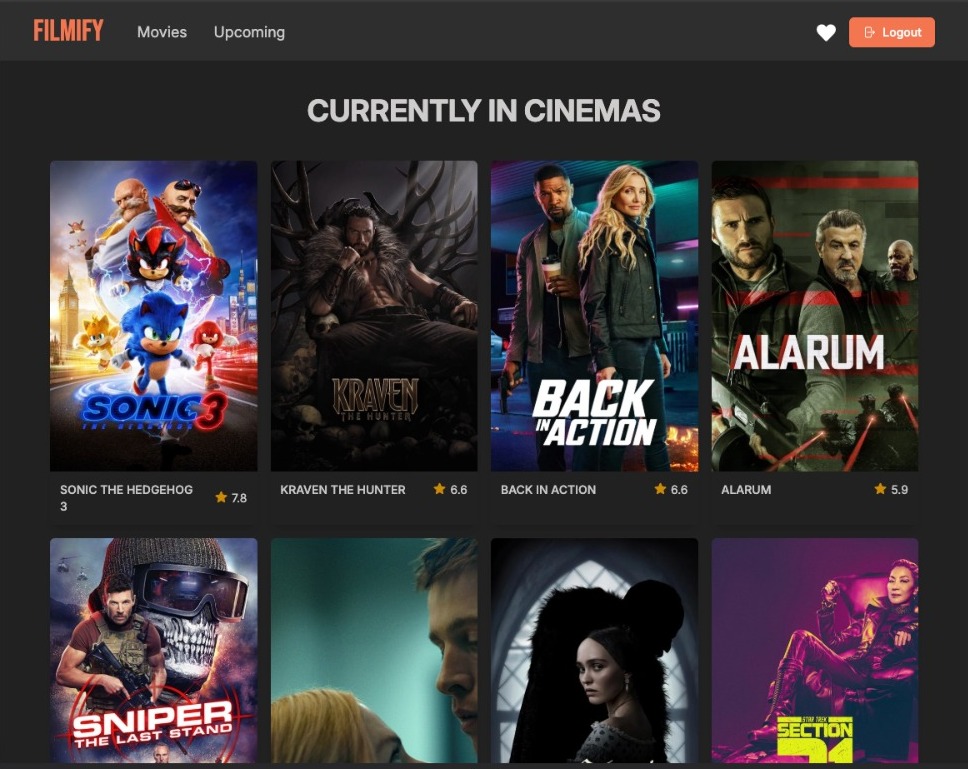 FILMIFY
Movies
Upcoming
Logout
CURRENTLY IN CINEMAS
SONIC 3
THE HEDGEHOG
KRAVEN
THE HUNTER
BACK
IN ACTION
ALARUM
SONIC THE HEDGEHOG
3
7.8
KRAVEN THE HUNTER
6.6
BACK IN ACTION
6.6
ALARUM
5.9
SNIPER
THE LAST STAND
STAR TREK
SECTION
31